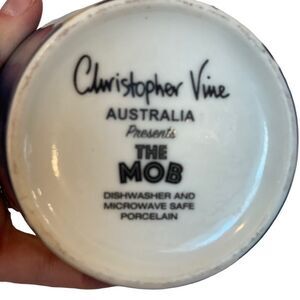 Christopher Vine
AUSTRALIA
Presents
THE
MOB
DISHWASHER AND
MICROWAVE SAFE
PORCELAIN